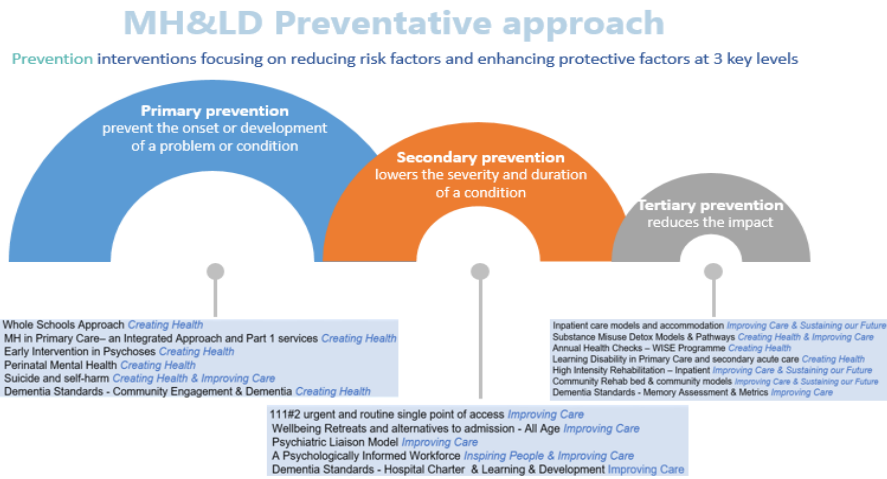 MH&LD Preventative approach
Prevention interventions focusing on reducing risk factors and enhancing protective factors at 3 key levels
Primary prevention
prevent the onset or development
of a problem or condition
Secondary prevention
lowers the severity and duration
of a condition
Tertiary prevention
reduces the impact
Whole Schools Approach Creating Health
MH in Primary Care– an Integrated Approach and Part 1 services Creating Health
Early Intervention in Psychoses Creating Health
Perinatal Mental Health Creating Health
Suicide and self-harm Creating Health & Improving Care
Dementia Standards - Community Engagement & Dementia Creating Health
111#2 urgent and routine single point of access Improving Care
Wellbeing Retreats and alternatives to admission - All Age Improving Care
Psychiatric Liaison Model Improving Care
A Psychologically Informed Workforce Inspiring People & Improving Care
Dementia Standards - Hospital Charter & Learning & Development Improving Care
Inpatient care models and accommodation Improving Care & Sustaining our Future
Substance Misuse Detox Models & Pathways Creating Health & Improving Care
Annual Health Checks – WISE Programme Creating Health
Learning Disability in Primary Care and secondary acute care Creating Health
High Intensity Rehabilitation – Inpatient Improving Care & Sustaining our Future
Community Rehab bed & community models Improving Care & Sustaining our Future
Dementia Standards - Memory Assessment & Metrics Improving Care